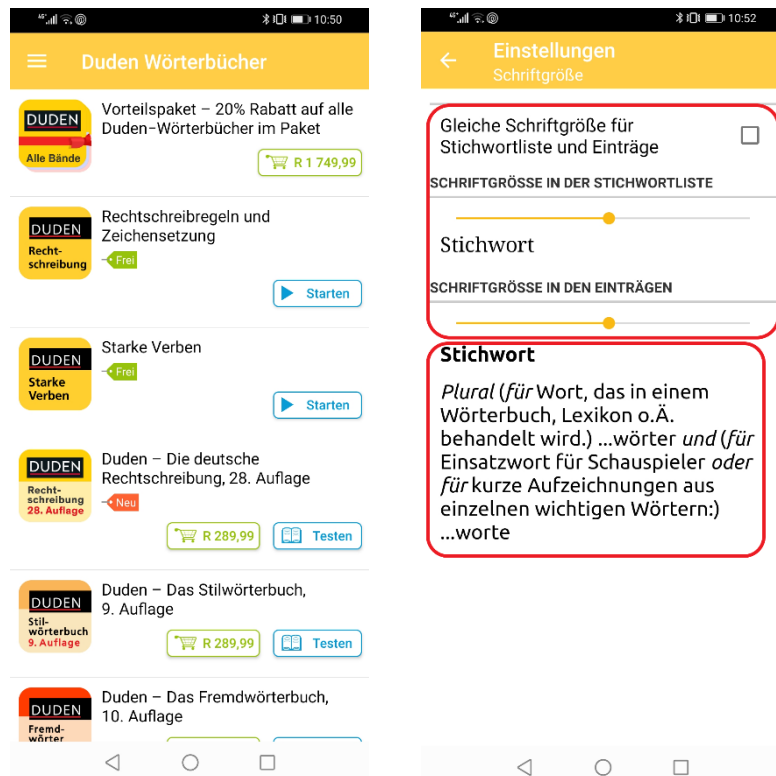 10:50
Duden Wörterbücher
DUDEN
Alle Bände
Vorteilspaket – 20% Rabatt auf alle
Duden-Wörterbücher im Paket
R 1 749,99
DUDEN
Recht-
schreibung
Rechtschreibregeln und
Zeichensetzung
Frei
Starten
DUDEN
Starke
Verben
Starke Verben
Frei
Starten
DUDEN
Recht-
schreibung
28. Auflage
Duden – Die deutsche
Rechtschreibung, 28. Auflage
Neu
R 289,99
Testen
DUDEN
Stil-
wörterbuch
9. Auflage
Duden – Das Stilwörterbuch,
9. Auflage
R 289,99
Testen
DUDEN
Fremd-
wörter
Duden – Das Fremdwörterbuch,
10. Auflage
10:52
Einstellungen
Schriftgröße
Gleiche Schriftgröße für
Stichwortliste und Einträge
SCHRIFTGRÖSSE IN DER STICHWORTLISTE
Stichwort
SCHRIFTGRÖSSE IN DEN EINTRÄGEN
Stichwort
Plural (für Wort, das in einem
Wörterbuch, Lexikon o.Ä.
behandelt wird.) ...wörter und (für
Einsatzwort für Schauspieler oder
für kurze Aufzeichnungen aus
einzelnen wichtigen Wörtern:)
...worte